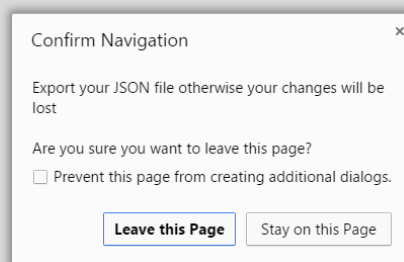 Confirm Navigation
Export your JSON file otherwise your changes will be
lost
Are you sure you want to leave this page?
Prevent this page from creating additional dialogs.
Leave this Page Stay on this Page